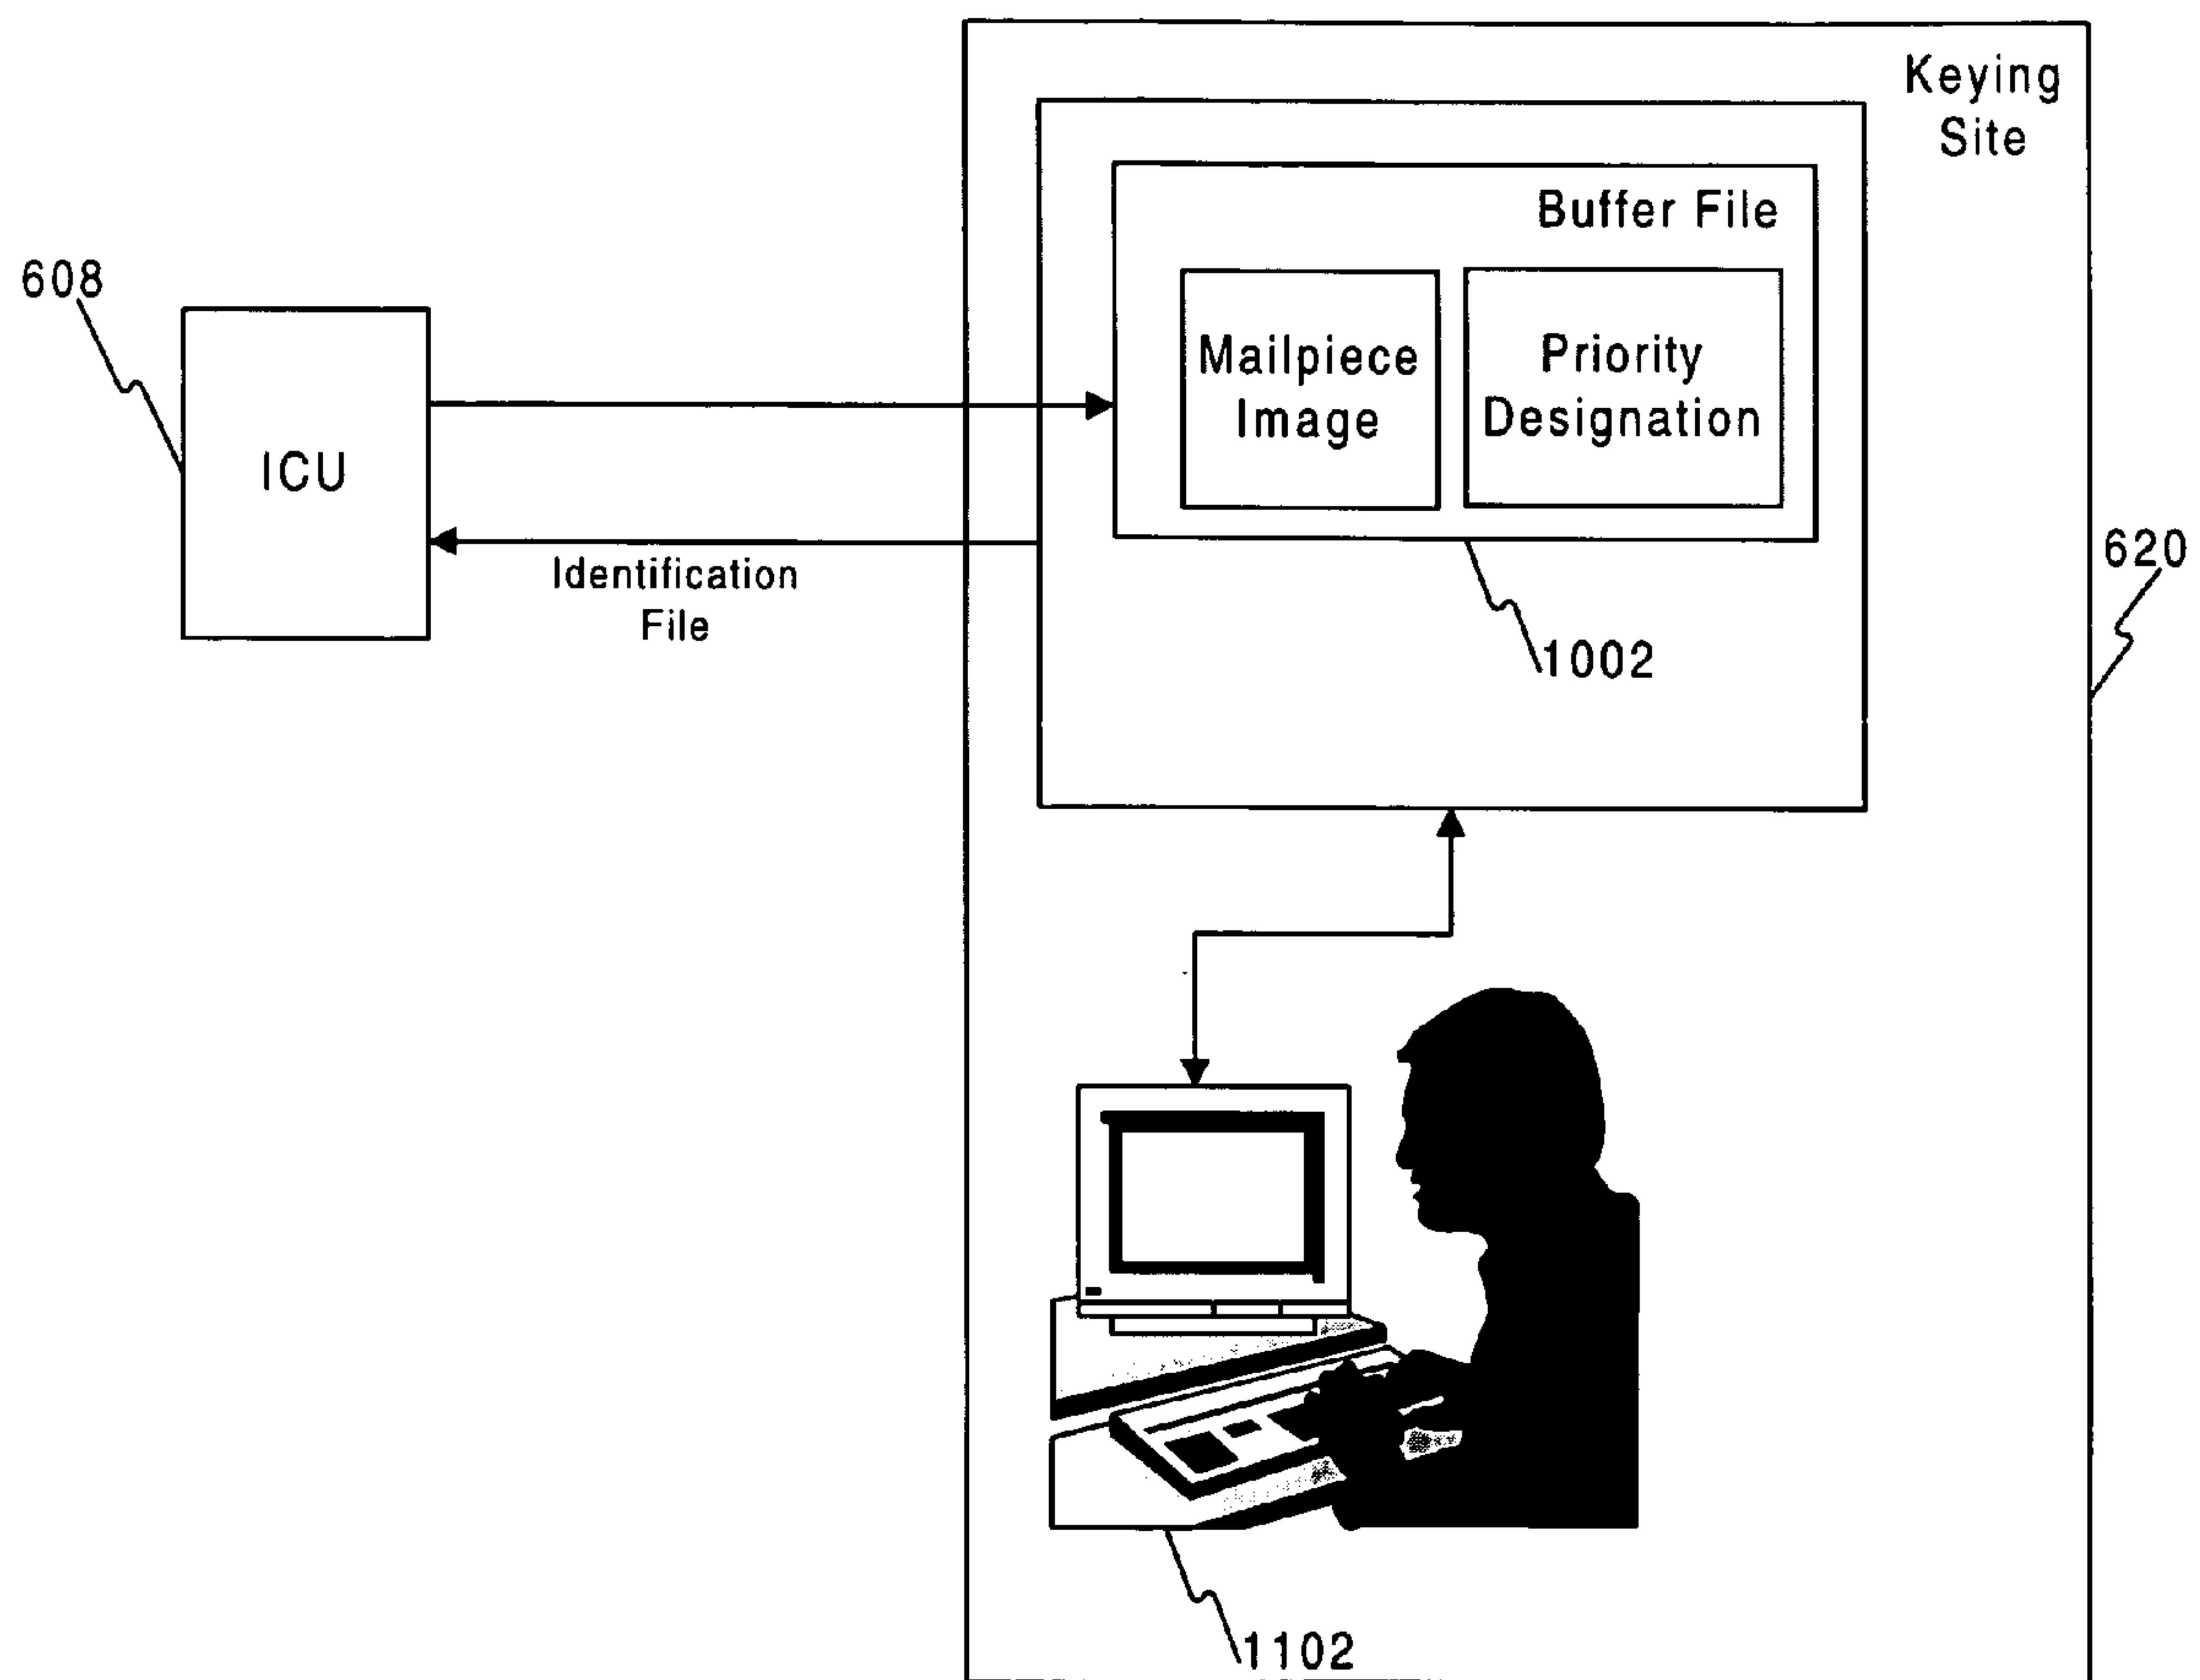 Keying
Site
Buffer File
608
Mailpiece
Image
Priority
Designation
ICU
620
Identification
File
1002
1102